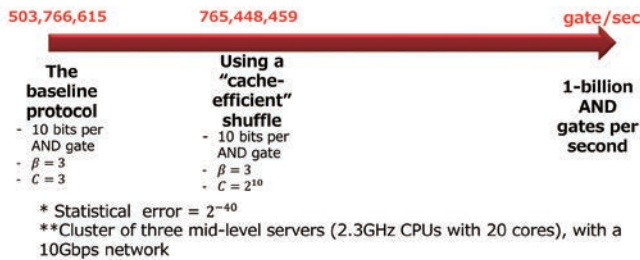 503,766,615
765,448,459
gate/sec
The
baseline
protocol
- 10 bits per
AND gate
- β = 3
- C = 3
Using a
“cache-
efficient”
shuffle
- 10 bits per
AND gate
- β = 3
- C = 2¹⁰
1-billion
AND
gates per
second
* Statistical error = 2⁻⁴⁰
**Cluster of three mid-level servers (2.3GHz CPUs with 20 cores), with a
10Gbps network